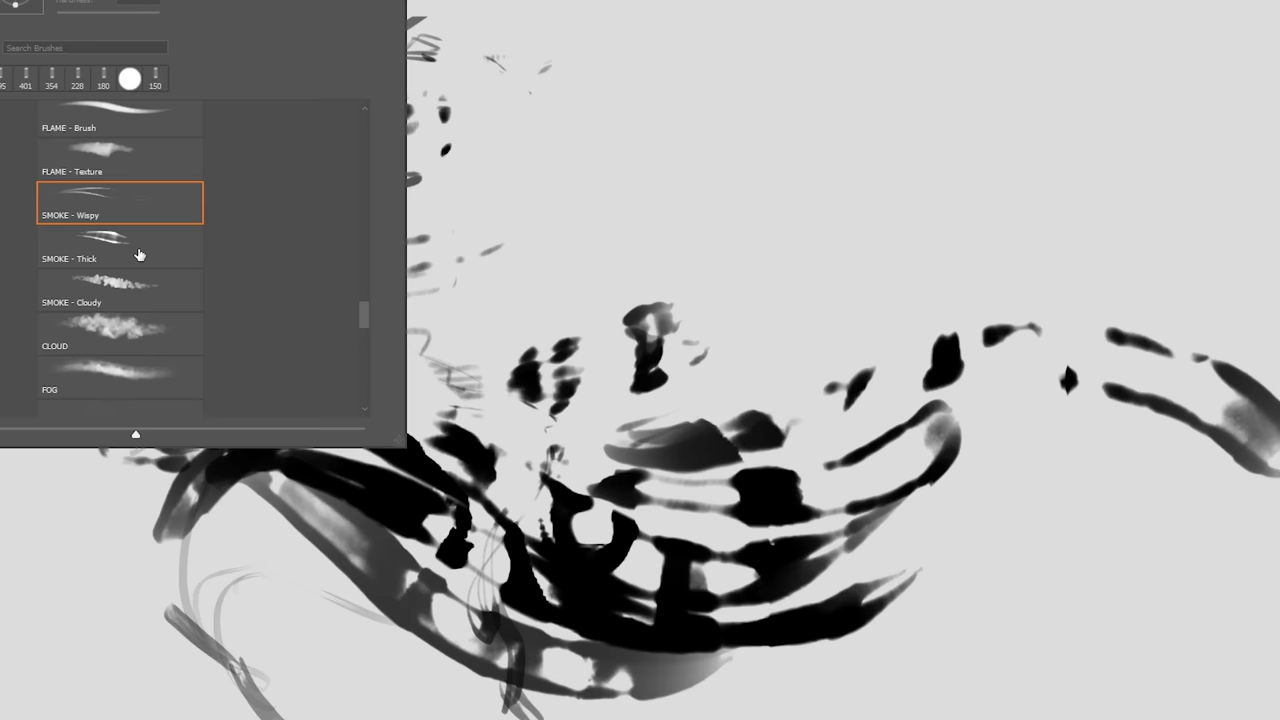 Search Brushes
401 354 228 180 150
FLAME - Brush
FLAME - Texture
SMOKE - Wispy
SMOKE - Thick
SMOKE - Cloudy
CLOUD
FOG